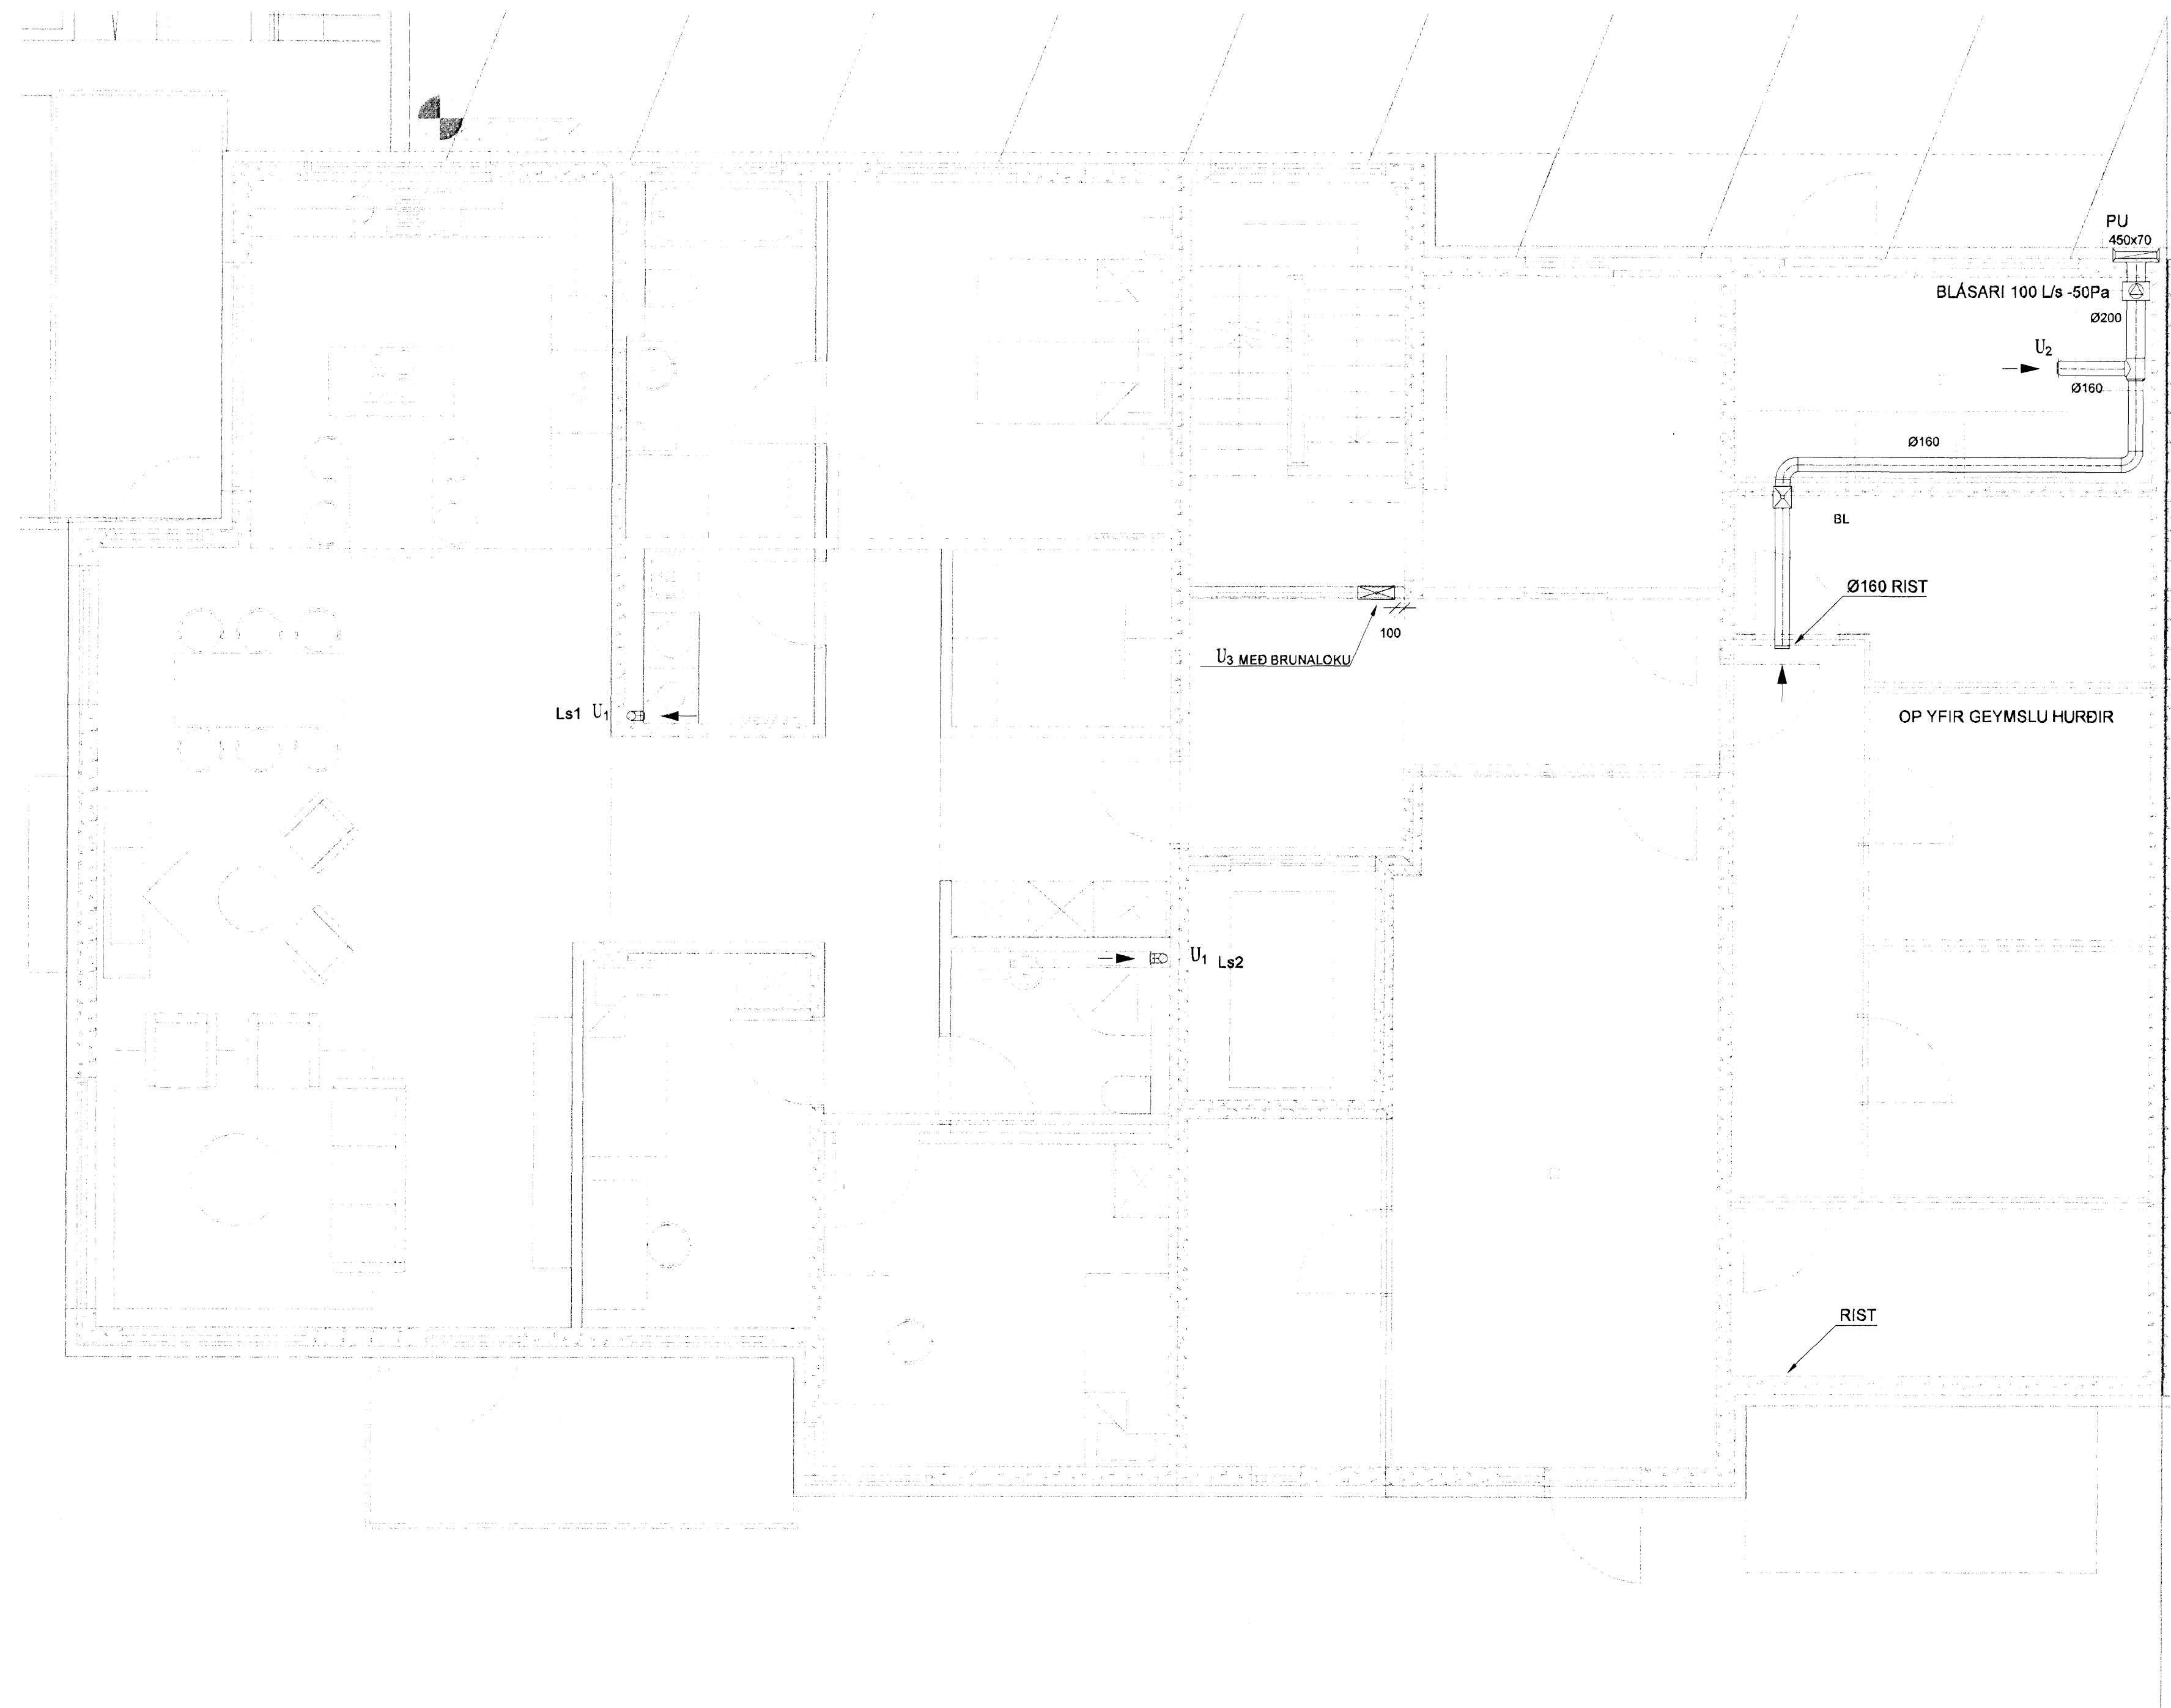 PU
450x70
BLÁSARI 100 L/s -50Pa
Ø200
U2
Ø160
Ø160
BL
Ø160 RIST
100
U3 MEÐ BRUNALOKU
Ls1 U1
OP YFIR GEYMSLU HURÐIR
U1 Ls2
RIST